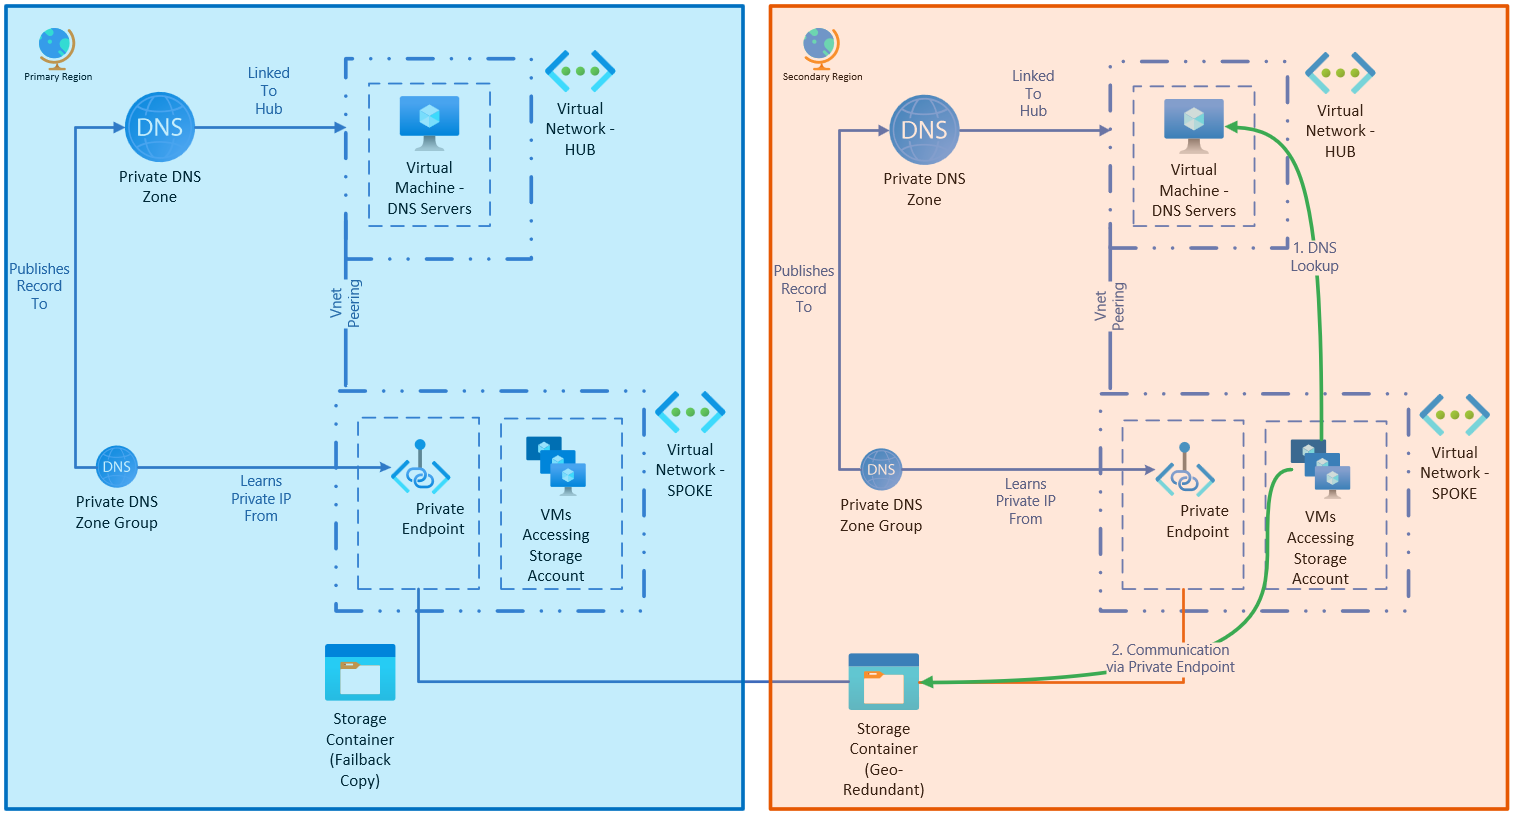 Primary Region
Linked
To
Hub
DNS
Private DNS
Zone
Virtual
Machine -
DNS Servers
Virtual
Network -
HUB
Publishes
Record
To
Vnet
Peering
DNS
Private DNS
Zone Group
Learns
Private IP
From
Private
Endpoint
VMs
Accessing
Storage
Account
Virtual
Network -
SPOKE
Storage
Container
(Failback
Copy)
Secondary Region
Linked
To
Hub
DNS
Private DNS
Zone
Virtual
Machine -
DNS Servers
Virtual
Network -
HUB
1. DNS
Lookup
Publishes
Record
To
Vnet
Peering
DNS
Private DNS
Zone Group
Learns
Private IP
From
Private
Endpoint
VMs
Accessing
Storage
Account
Virtual
Network -
SPOKE
2. Communication
via Private Endpoint
Storage
Container
(Geo-
Redundant)